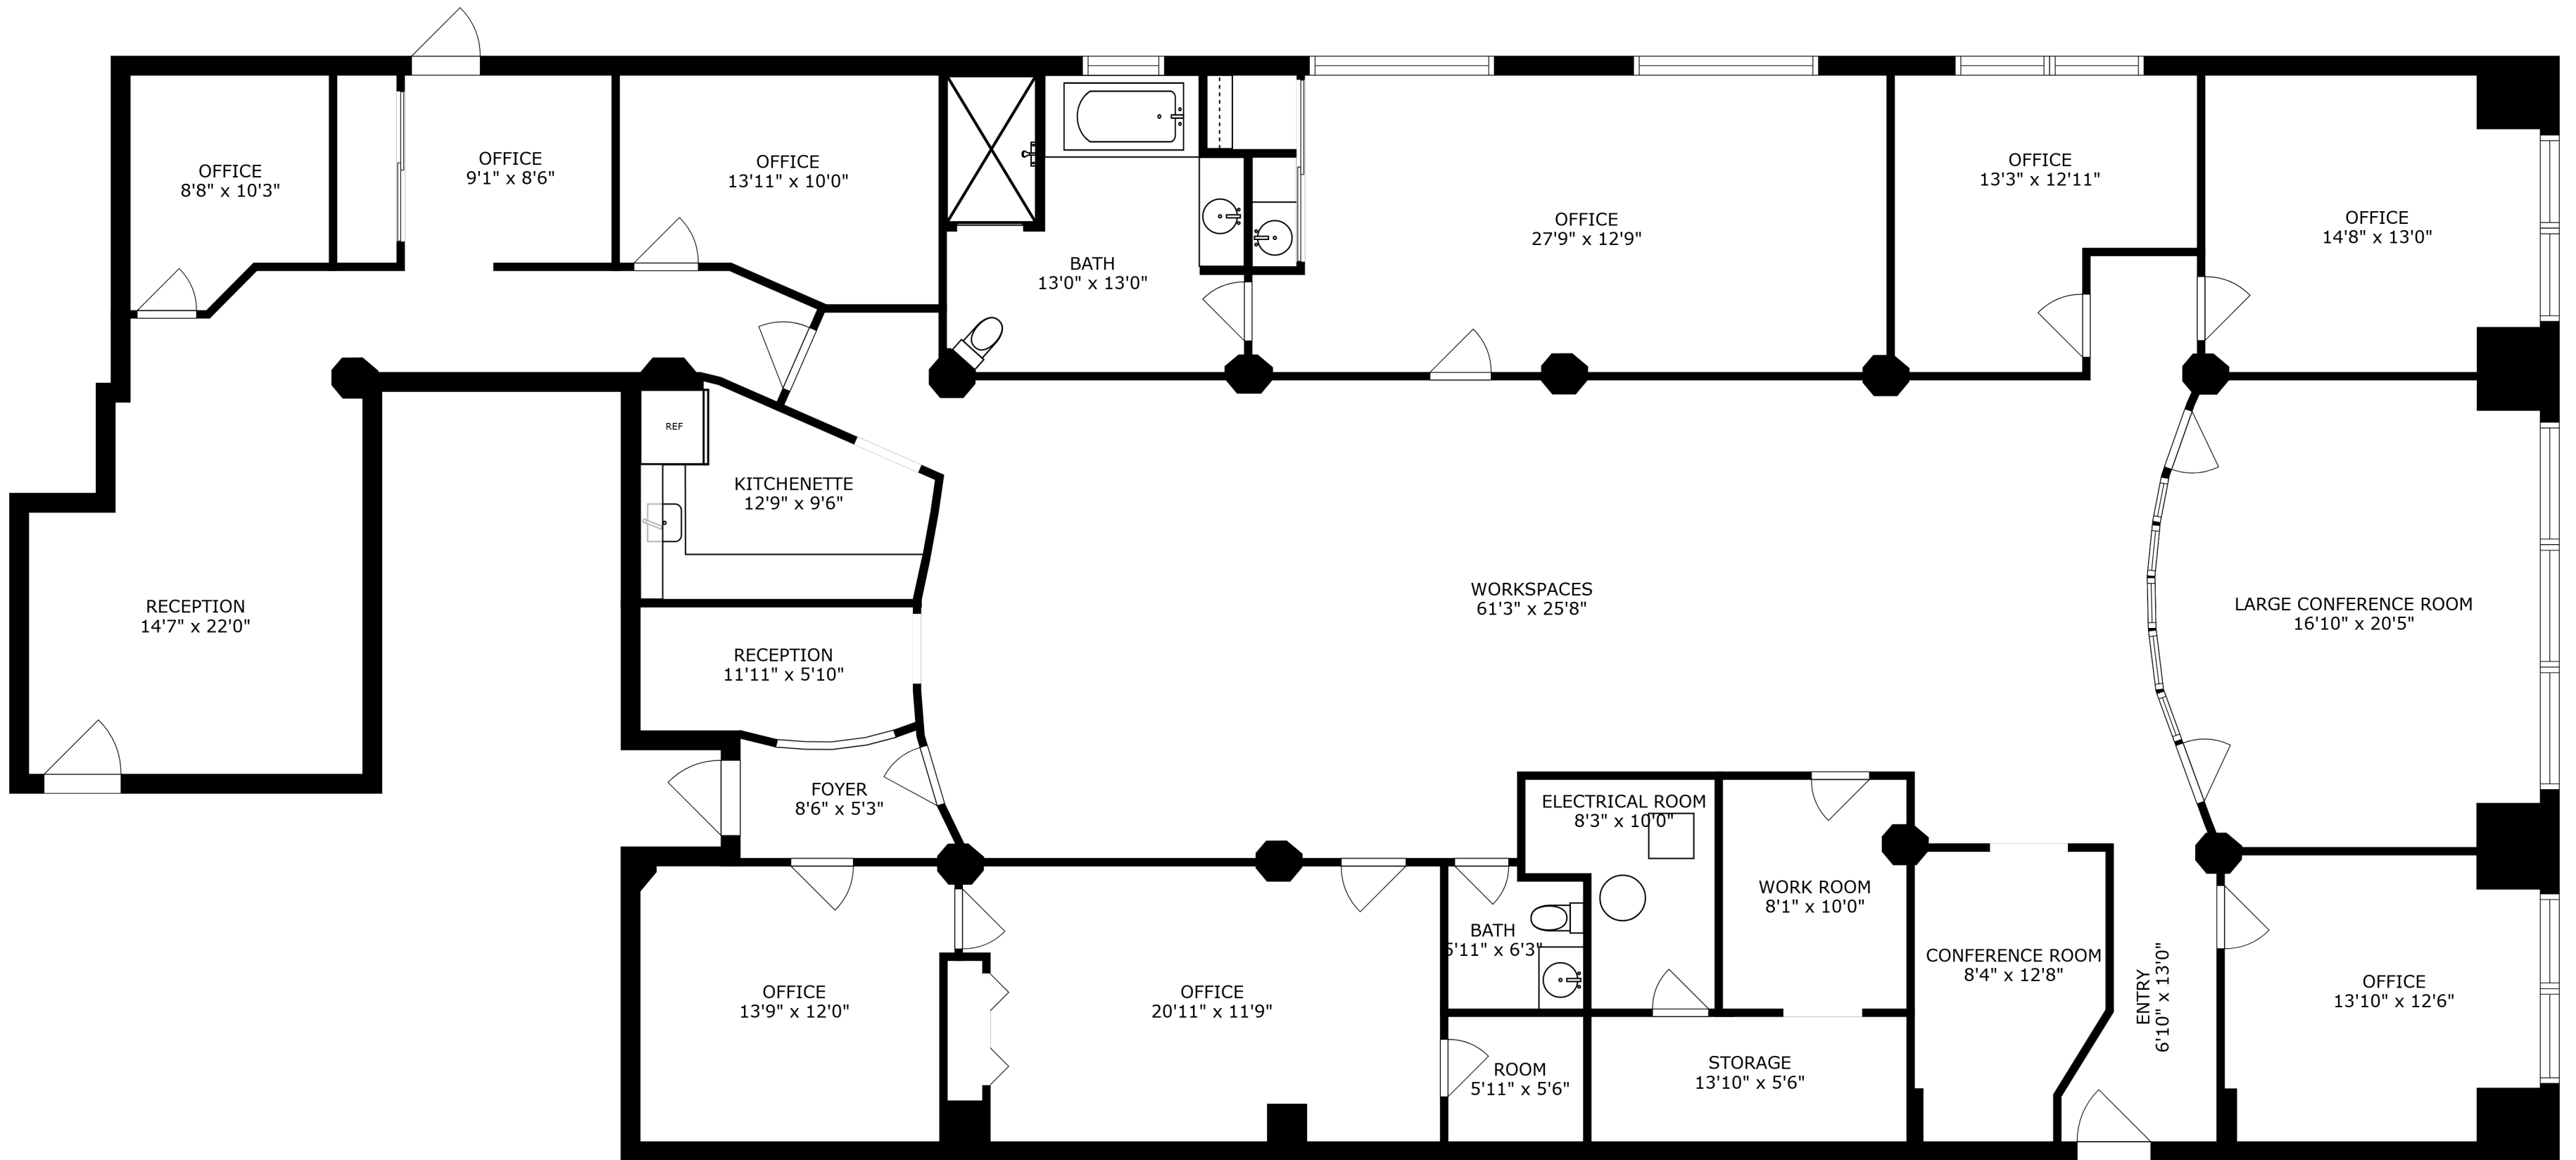 OFFICE
8'8" x 10'3"
OFFICE
9'1" x 8'6"
OFFICE
13'11" x 10'0"
BATH
13'0" x 13'0"
OFFICE
27'9" x 12'9"
OFFICE
13'3" x 12'11"
OFFICE
14'8" x 13'0"
REF
KITCHENETTE
12'9" x 9'6"
RECEPTION
14'7" x 22'0"
RECEPTION
11'11" x 5'10"
WORKSPACES
61'3" x 25'8"
LARGE CONFERENCE ROOM
16'10" x 20'5"
FOYER
8'6" x 5'3"
ELECTRICAL ROOM
8'3" x 10'0"
WORK ROOM
8'1" x 10'0"
BATH
5'11" x 6'3"
CONFERENCE ROOM
8'4" x 12'8"
ENTRY
6'10" x 13'0"
OFFICE
13'10" x 12'6"
OFFICE
13'9" x 12'0"
OFFICE
20'11" x 11'9"
ROOM
5'11" x 5'6"
STORAGE
13'10" x 5'6"